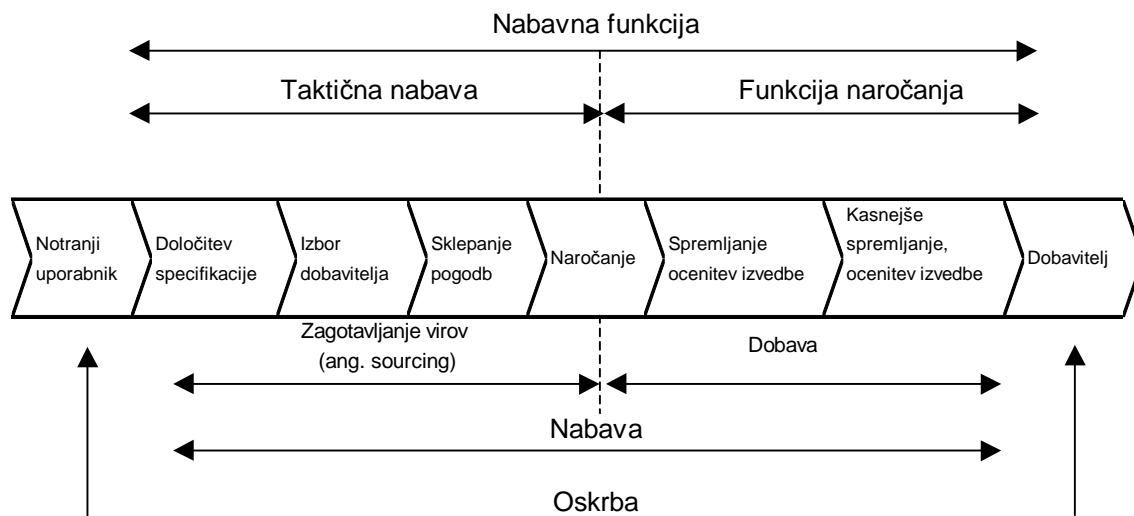 Nabavna funkcija
Taktična nabava
Funkcija naročanja
Notranji
uporabnik
Določitev
specifikacije
Izbor
dobavitelja
Sklepanje
pogodb
Naročanje
Spremljanje
ocenitev izvedbe
Kasnejše
spremljanje,
ocenitev izvedbe
Dobavitelj
Zagotavljanje virov
(ang. sourcing)
Dobava
Nabava
Oskrba